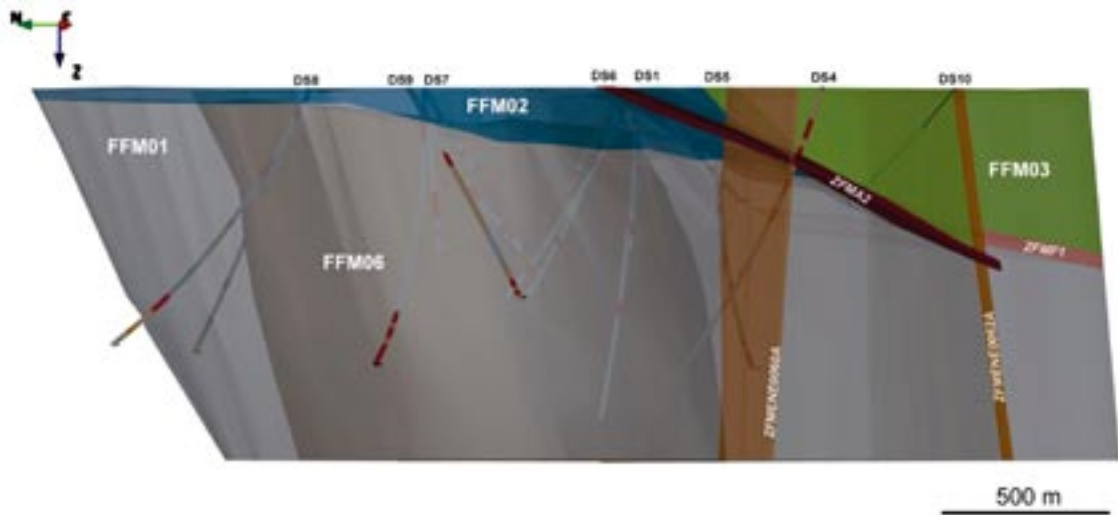 N
Z
DS8 DS9 DS7 DS6 DS1 DS5 DS4 DS10
FFM02
FFM01
FFM03
ZFMA2
ZFMF1
FFM06
ZFMENE0060A
ZFMENE0062A
500 m